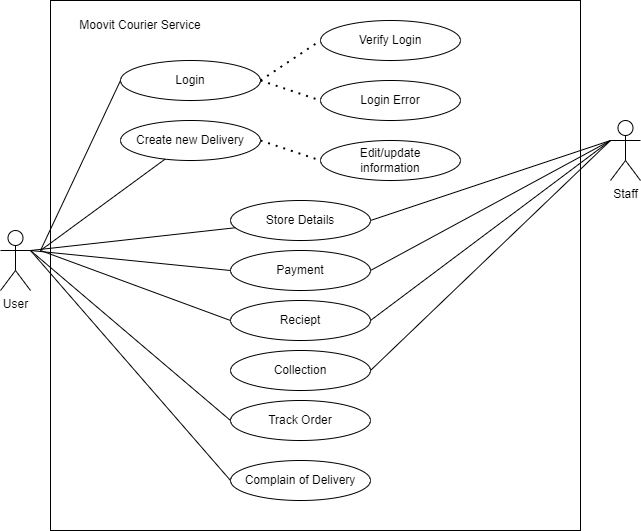 Moovit Courier Service
Verify Login
Login
Login Error
Create new Delivery
Edit/update
information
Staff
Store Details
Payment
User
Reciept
Collection
Track Order
Complain of Delivery